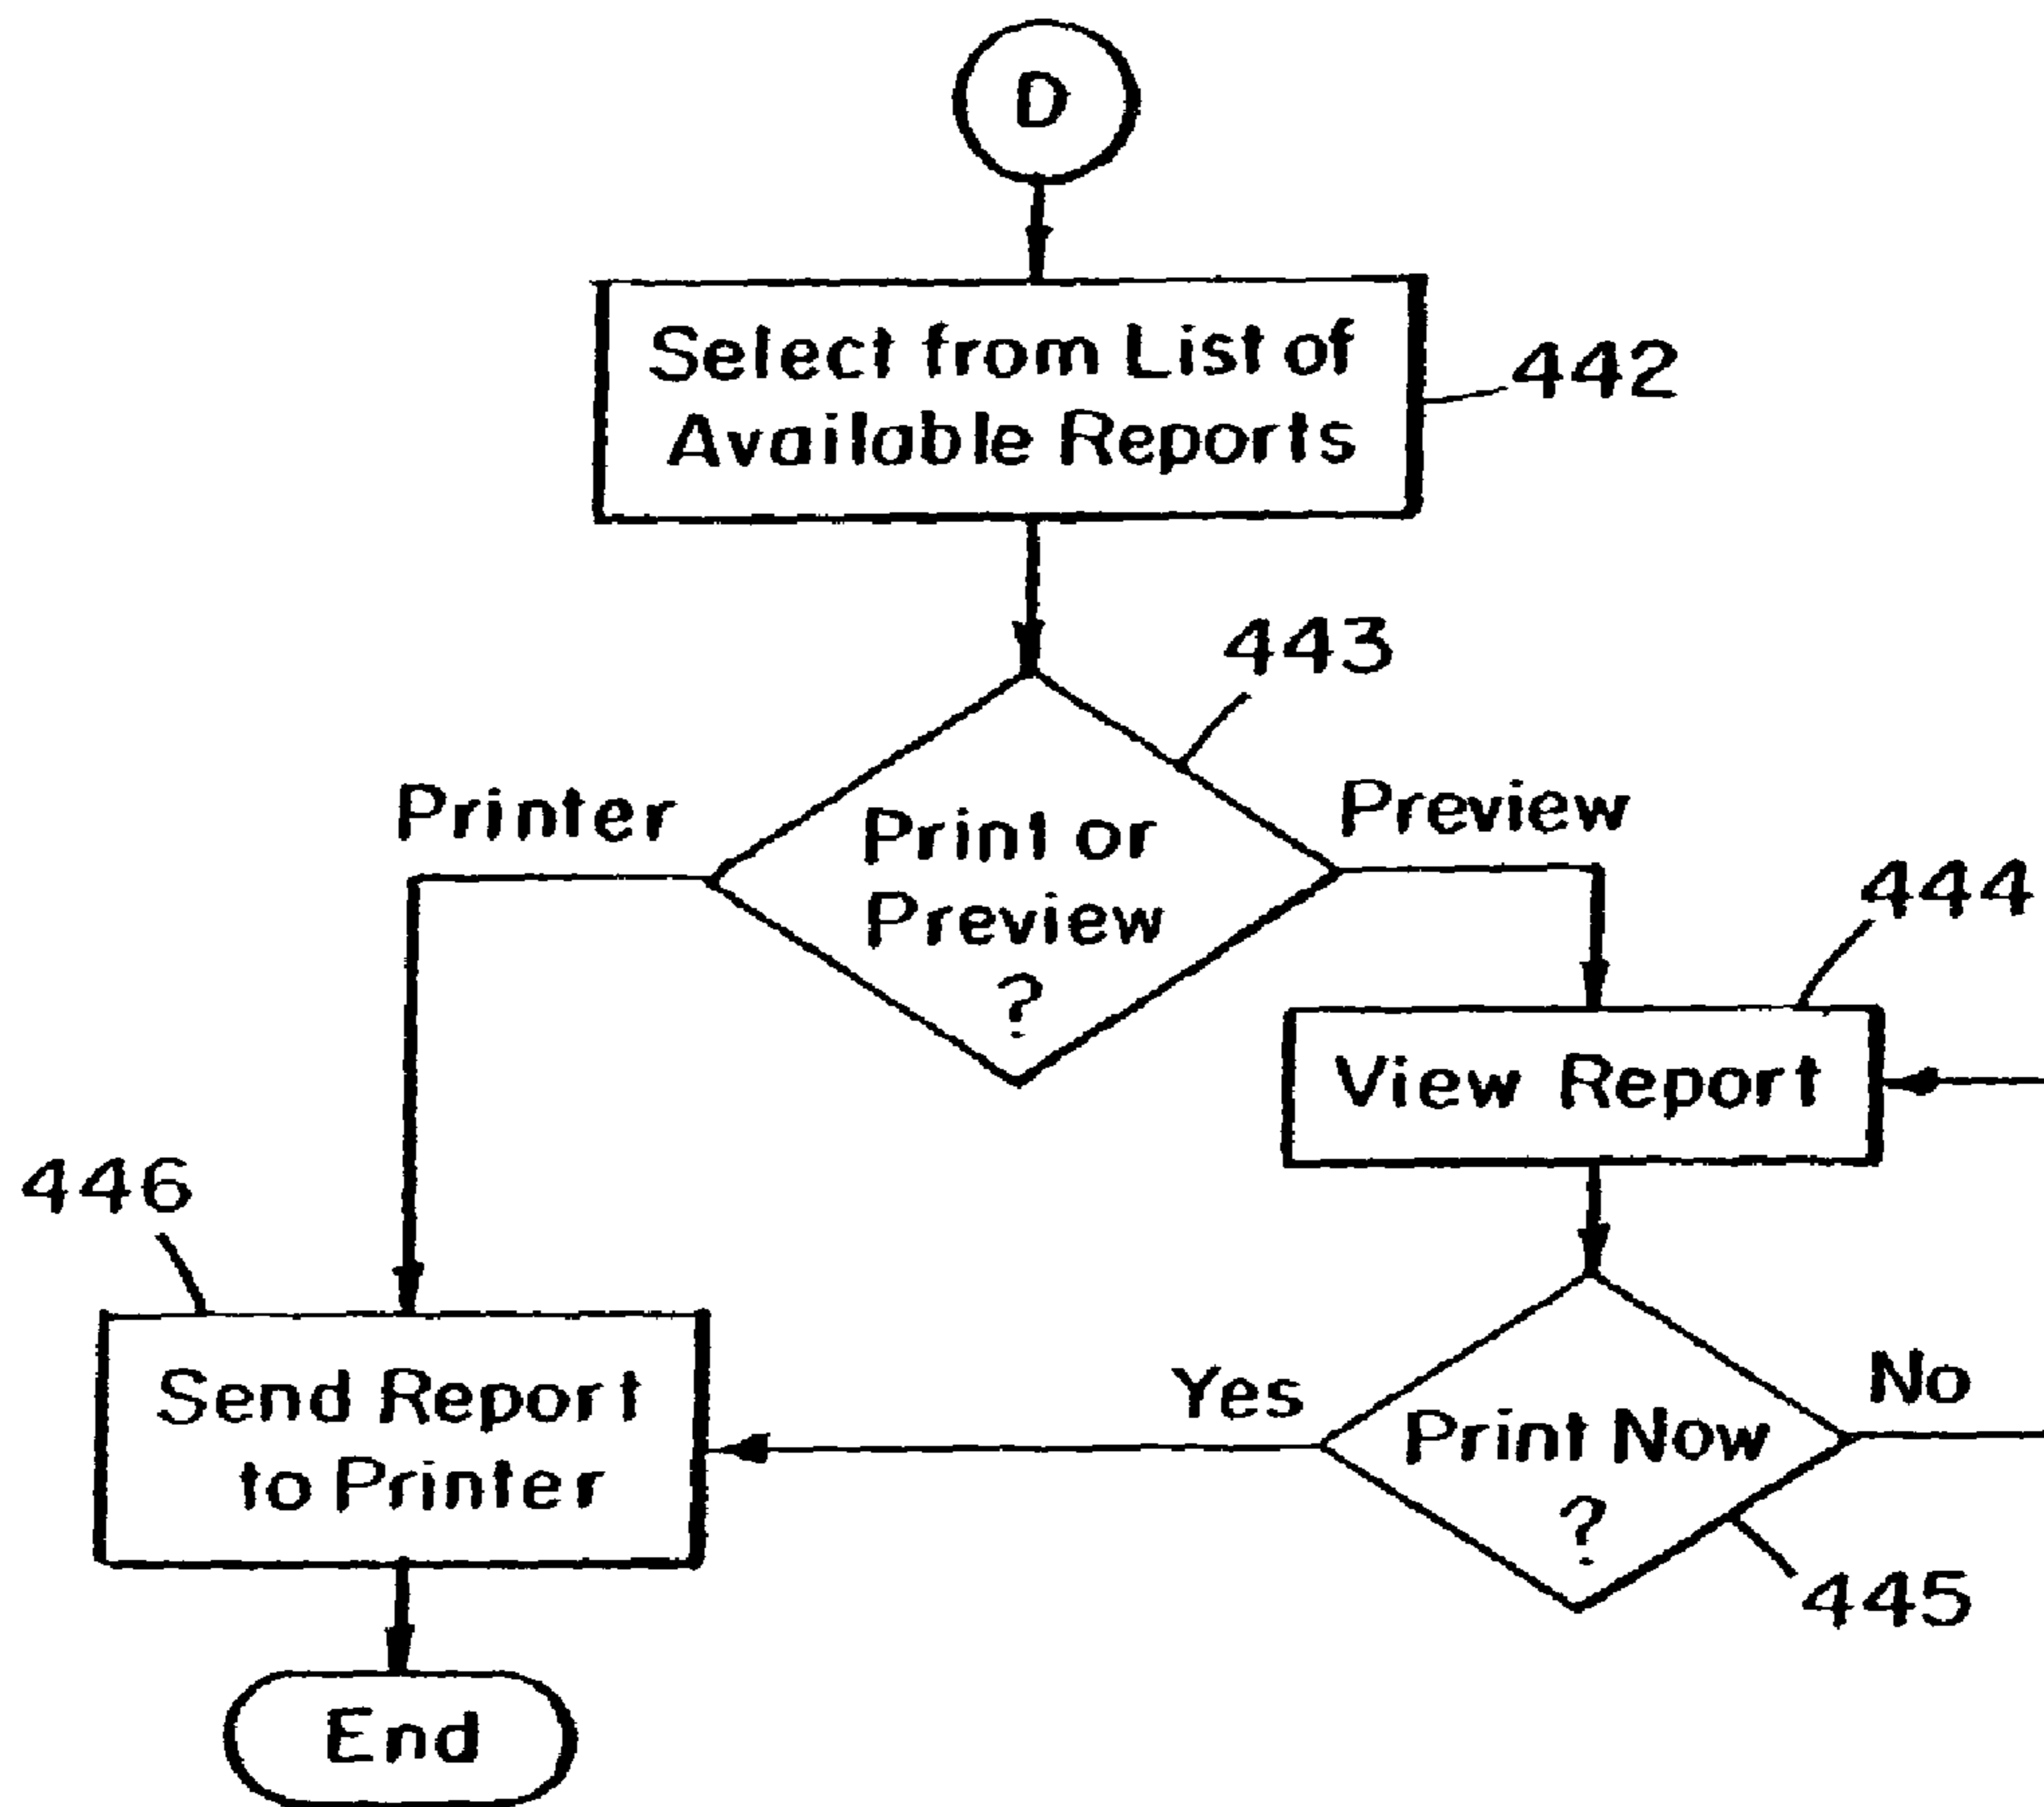 D
Select from List of
Available Reports
442
443
Printer
Print or
Preview
?
Preview
444
View Report
446
Send Report
to Printer
Yes
Print Now
?
No
445
End